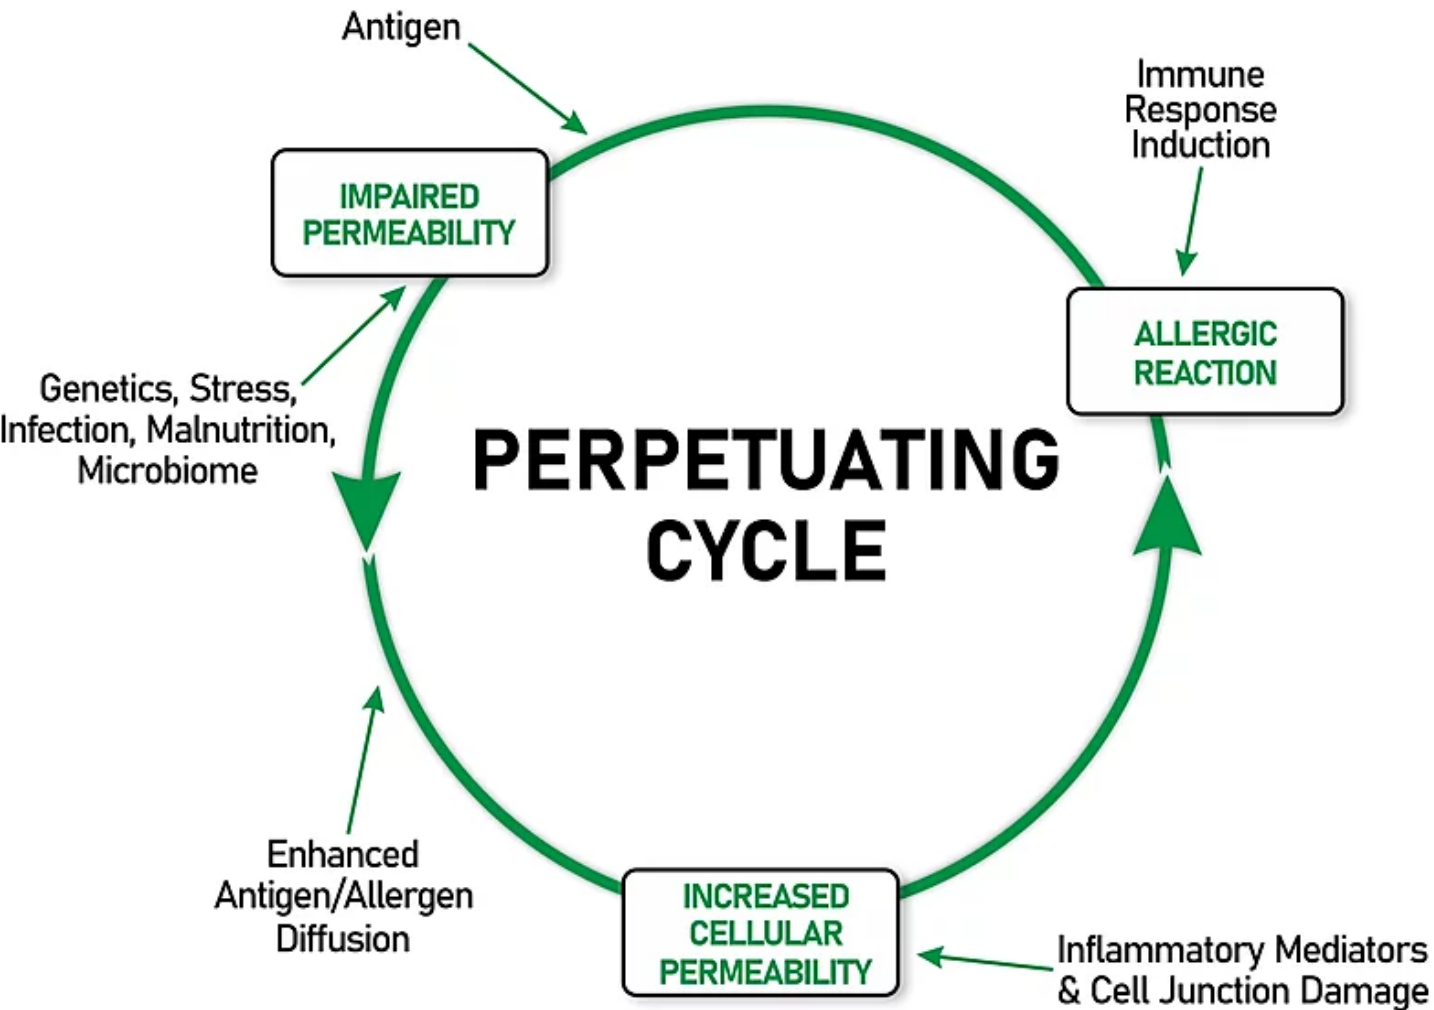 Antigen
Immune
Response
Induction
IMPAIRED
PERMEABILITY
ALLERGIC
REACTION
Genetics, Stress,
Infection, Malnutrition,
Microbiome
PERPETUATING
CYCLE
Enhanced
Antigen/Allergen
Diffusion
INCREASED
CELLULAR
PERMEABILITY
Inflammatory Mediators
& Cell Junction Damage